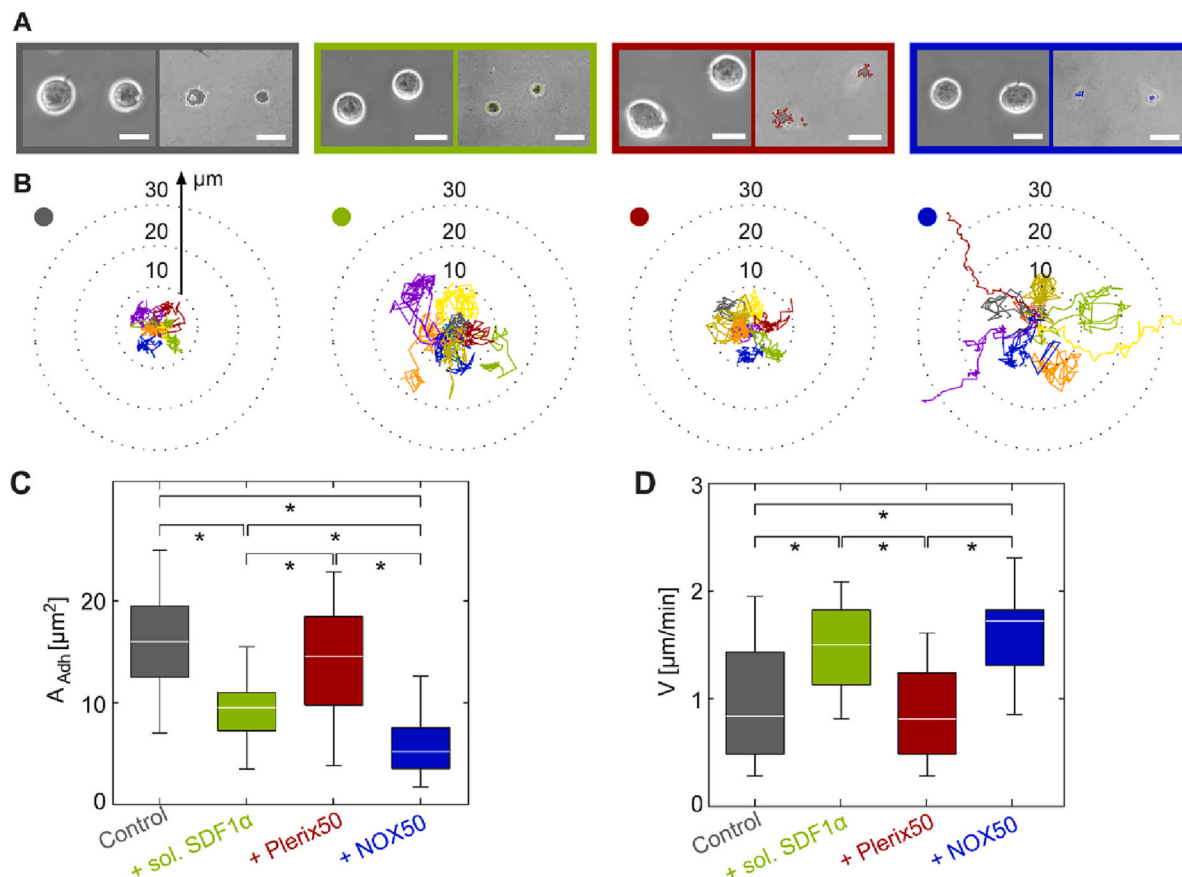 A
B
µm
30
20
10
30
20
10
30
20
10
30
20
10
C
A Adh [µm²]
20
10
0
*
*
*
*
*
Control
+ sol. SDF1α
+ Plerix50
+ NOX50
D
V [µm/min]
3
2
1
0
*
*
*
*
Control
+ sol. SDF1α
+ Plerix50
+ NOX50